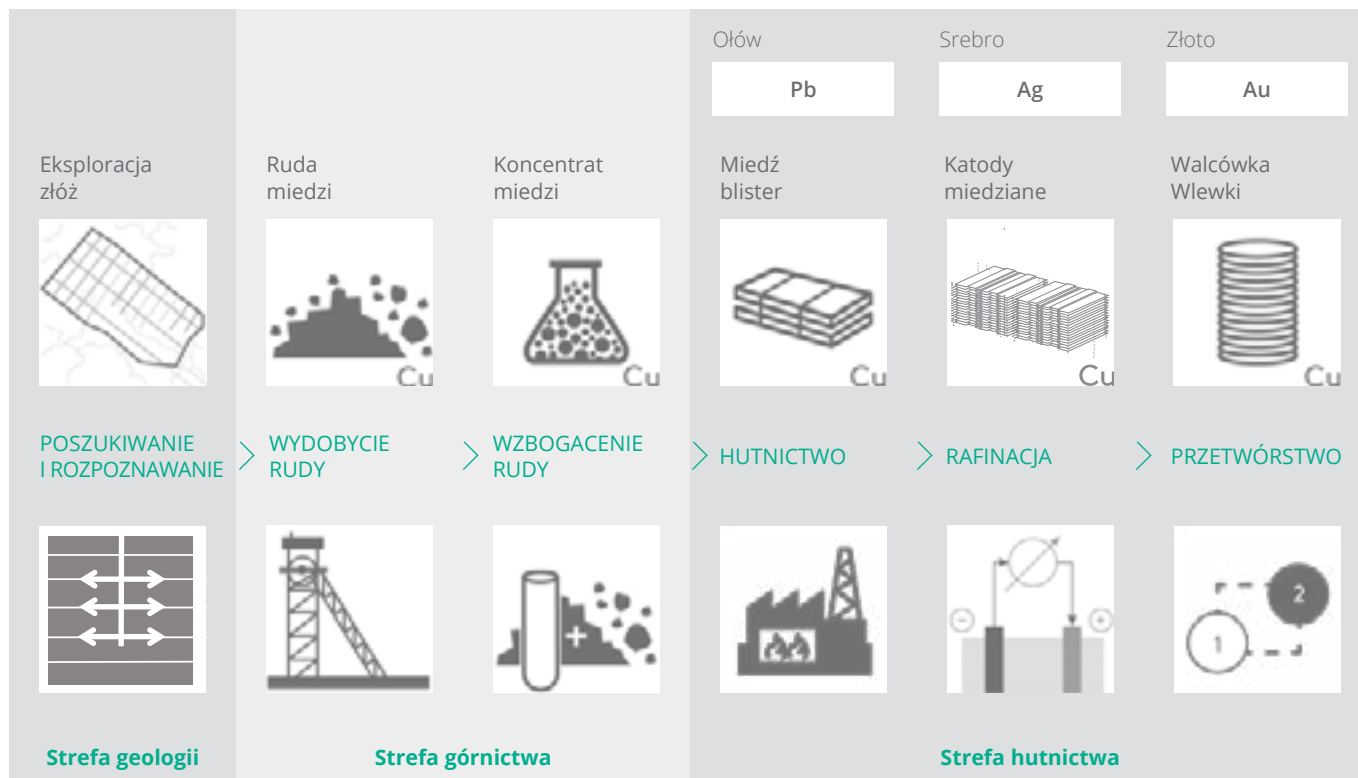 Ołów
Srebro
Złoto
Pb
Ag
Au
Eksploracja
złóż
Ruda
miedzi
Koncentrat
miedzi
Miedź
blister
Katody
miedziane
Walcówka
Wlewki
Cu
Cu
Cu
Cu
Cu
POSZUKIWANIE
I ROZPOZNAWANIE
WYDOBYCIE
RUDY
WZBOGACENIE
RUDY
HUTNICTWO
RAFINACJA
PRZETWÓRSTWO
+
−
+
1
2
Strefa geologii
Strefa górnictwa
Strefa hutnictwa